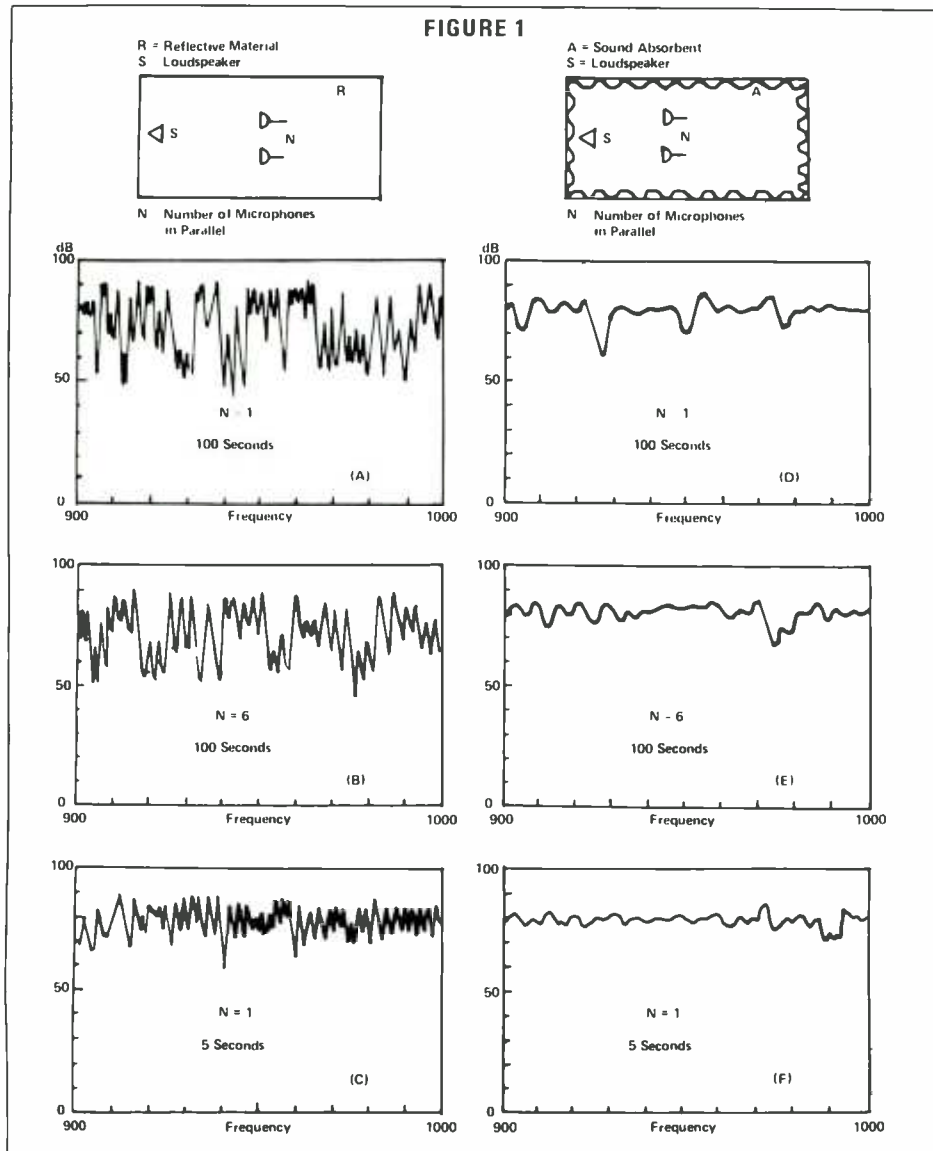 FIGURE 1
R = Reflective Material
S Loudspeaker
R
S
N
N Number of Microphones
in Parallel
A = Sound Absorbent
S = Loudspeaker
A
S
N
N Number of Microphones
in Parallel
dB
100
50
0
N - 1
100 Seconds
(A)
900
Frequency
1000
dB
100
50
0
N 1
100 Seconds
(D)
900
Frequency
1000
100
50
0
N = 6
100 Seconds
(B)
900
Frequency
1000
100
50
0
N - 6
100 Seconds
(E)
900
Frequency
1000
100
50
0
N = 1
5 Seconds
(C)
900
Frequency
1000
100
50
0
N = 1
5 Seconds
(F)
900
Frequency
1000